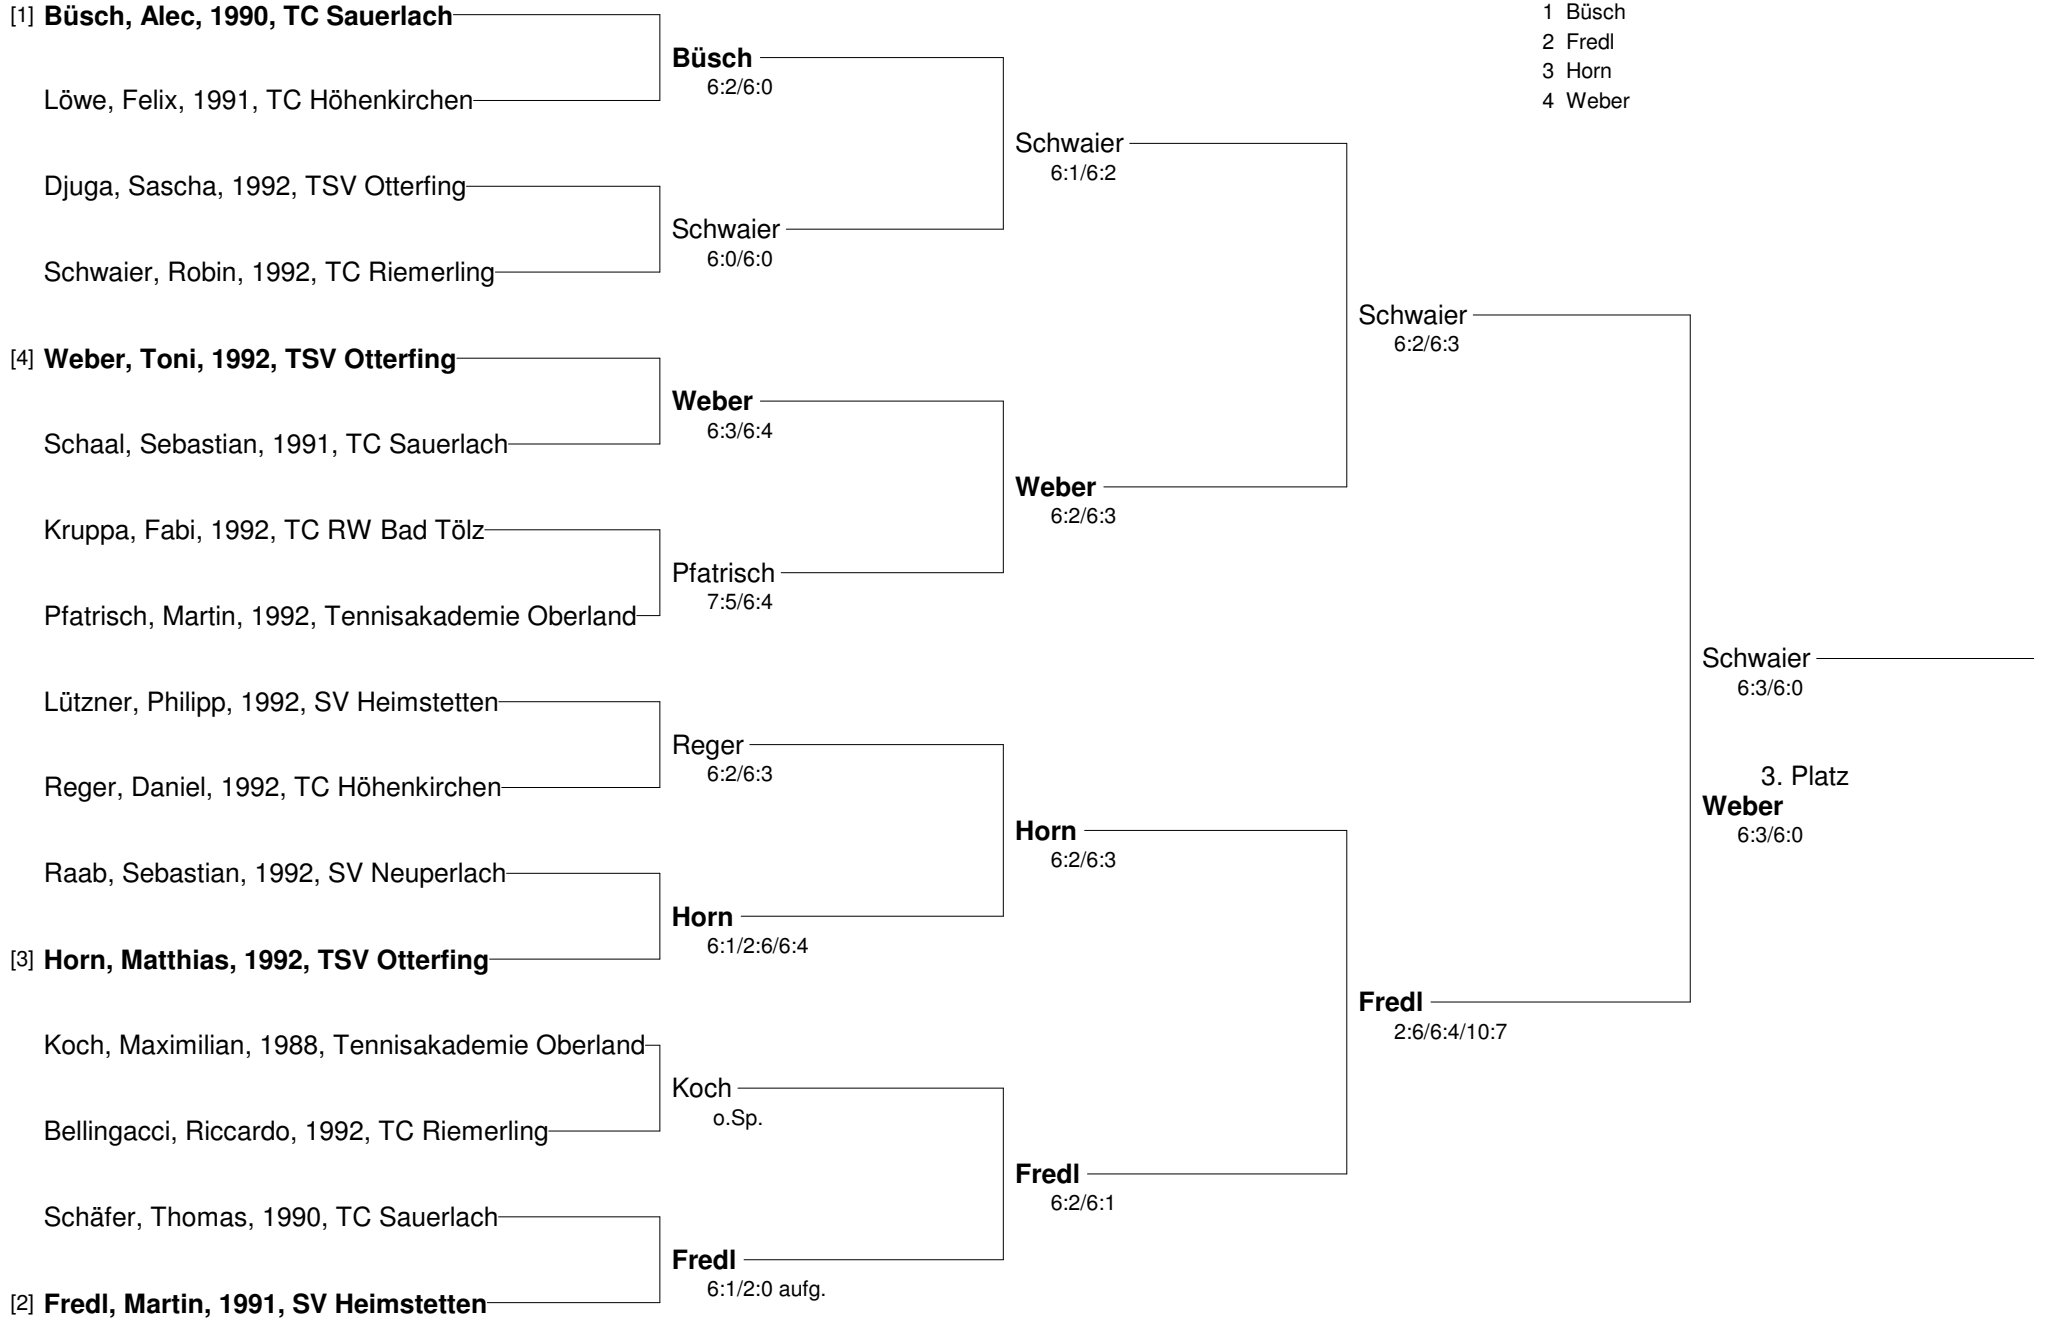 [1] Büsch, Alec, 1990, TC Sauerlach
Löwe, Felix, 1991, TC Höhenkirchen
Djuga, Sascha, 1992, TSV Otterfing
Schwaier, Robin, 1992, TC Riemerling
[4] Weber, Toni, 1992, TSV Otterfing
Schaal, Sebastian, 1991, TC Sauerlach
Kruppa, Fabi, 1992, TC RW Bad Tölz
Pfatrisch, Martin, 1992, Tennisakademie Oberland
Lützner, Philipp, 1992, SV Heimstetten
Reger, Daniel, 1992, TC Höhenkirchen
Raab, Sebastian, 1992, SV Neuperlach
[3] Horn, Matthias, 1992, TSV Otterfing
Koch, Maximilian, 1988, Tennisakademie Oberland
Bellingacci, Riccardo, 1992, TC Riemerling
Schäfer, Thomas, 1990, TC Sauerlach
[2] Fredl, Martin, 1991, SV Heimstetten
Büsch
6:2/6:0
Schwaier
6:0/6:0
Weber
6:3/6:4
Pfatrisch
7:5/6:4
Reger
6:2/6:3
Horn
6:1/2:6/6:4
Koch
o.Sp.
Fredl
6:1/2:0 aufg.
Schwaier
6:1/6:2
Weber
6:2/6:3
Horn
6:2/6:3
Fredl
6:2/6:1
Schwaier
6:2/6:3
Fredl
2:6/6:4/10:7
Schwaier
6:3/6:0
3. Platz
Weber
6:3/6:0
1 Büsch
2 Fredl
3 Horn
4 Weber